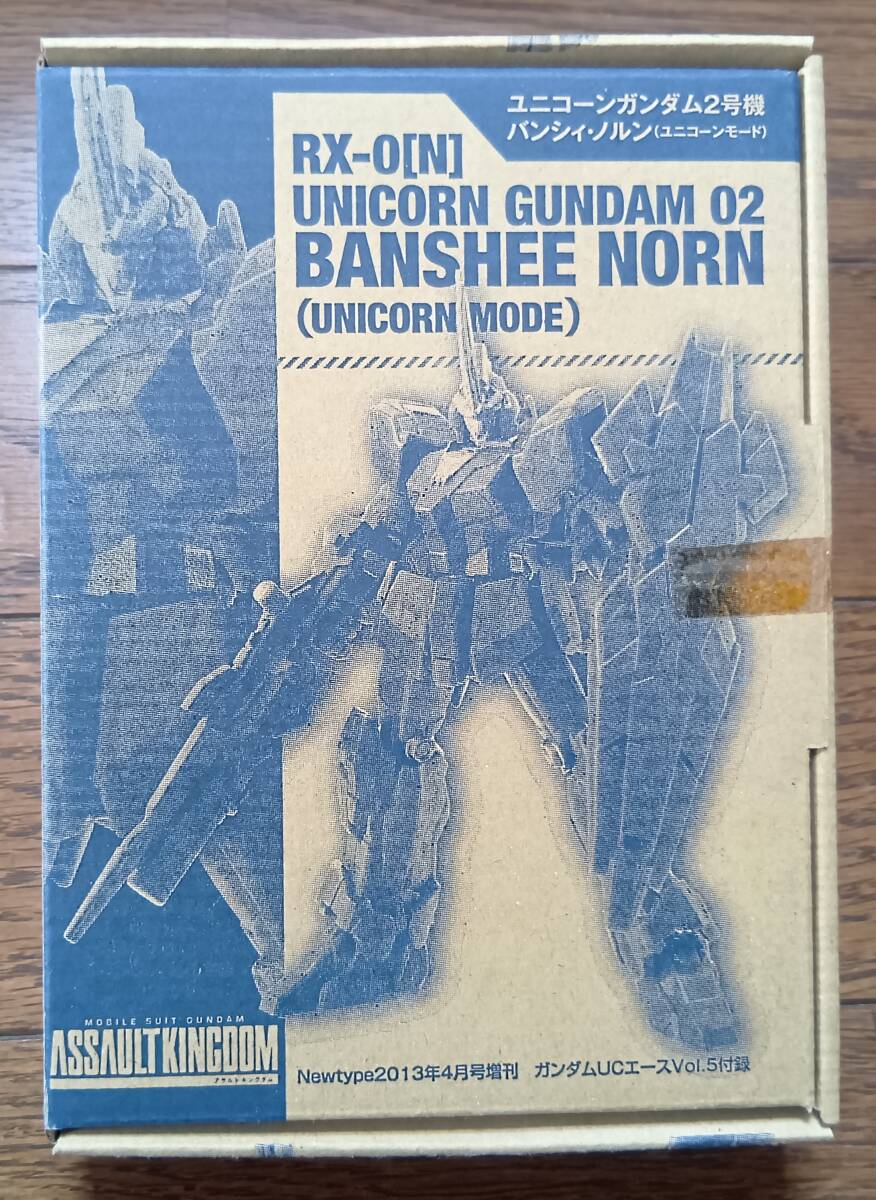 ユニコーンガンダム2号機
バンシィ・ノルン(ユニコーンモード)
RX-0[N]
UNICORN GUNDAM 02
BANSHEE NORN
(UNICORN MODE)
MOBILE SUIT GUNDAM
ASSAULT KINGDOM
アサルトキングダム
Newtype2013年4月号増刊 ガンダムUCエースVol.5付録